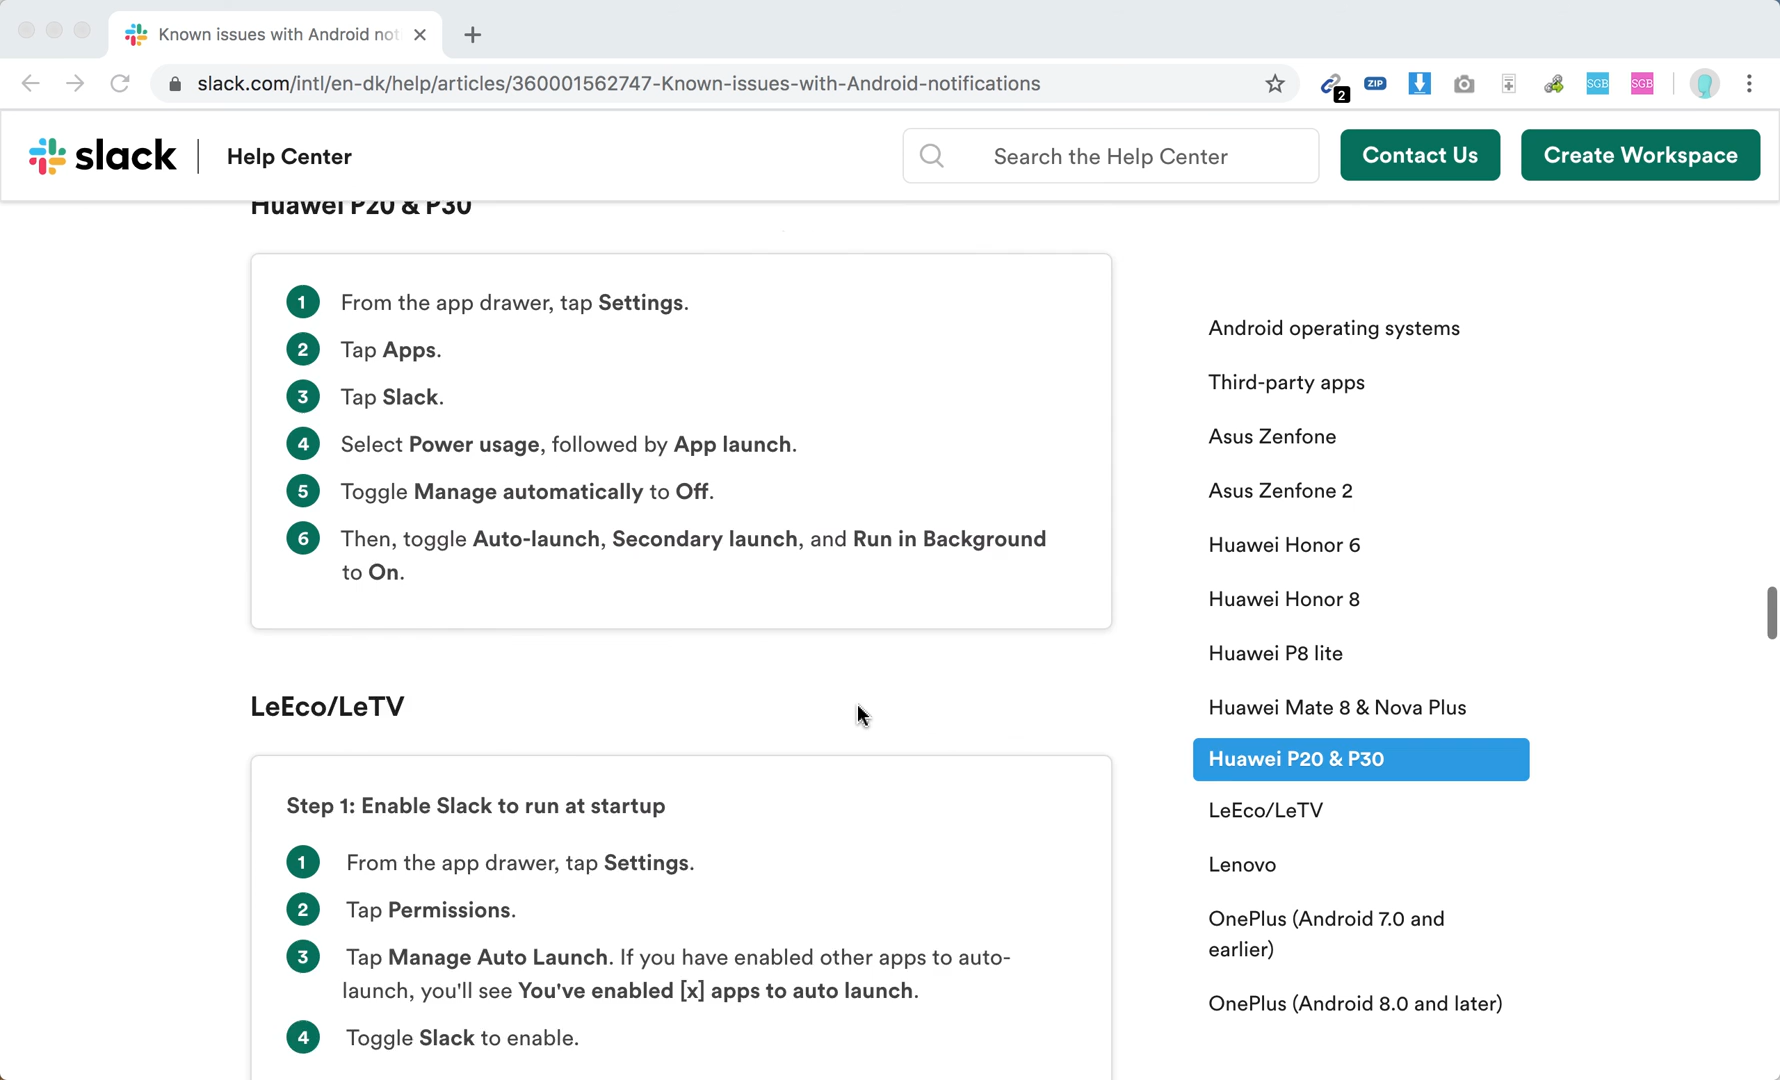 Known issues with Android not
slack.com/intl/en-dk/help/articles/360001562747-Known-issues-with-Android-notifications
2
ZIP
SGB
SGB
slack
Help Center
Search the Help Center
Contact Us
Create Workspace
Huawei P20 & P30
1 From the app drawer, tap Settings.
2 Tap Apps.
3 Tap Slack.
4 Select Power usage, followed by App launch.
5 Toggle Manage automatically to Off.
6 Then, toggle Auto-launch, Secondary launch, and Run in Background
to On.
LeEco/LeTV
Step 1: Enable Slack to run at startup
1 From the app drawer, tap Settings.
2 Tap Permissions.
3 Tap Manage Auto Launch. If you have enabled other apps to auto-
launch, you'll see You've enabled [x] apps to auto launch.
4 Toggle Slack to enable.
Android operating systems
Third-party apps
Asus Zenfone
Asus Zenfone 2
Huawei Honor 6
Huawei Honor 8
Huawei P8 lite
Huawei Mate 8 & Nova Plus
Huawei P20 & P30
LeEco/LeTV
Lenovo
OnePlus (Android 7.0 and
earlier)
OnePlus (Android 8.0 and later)